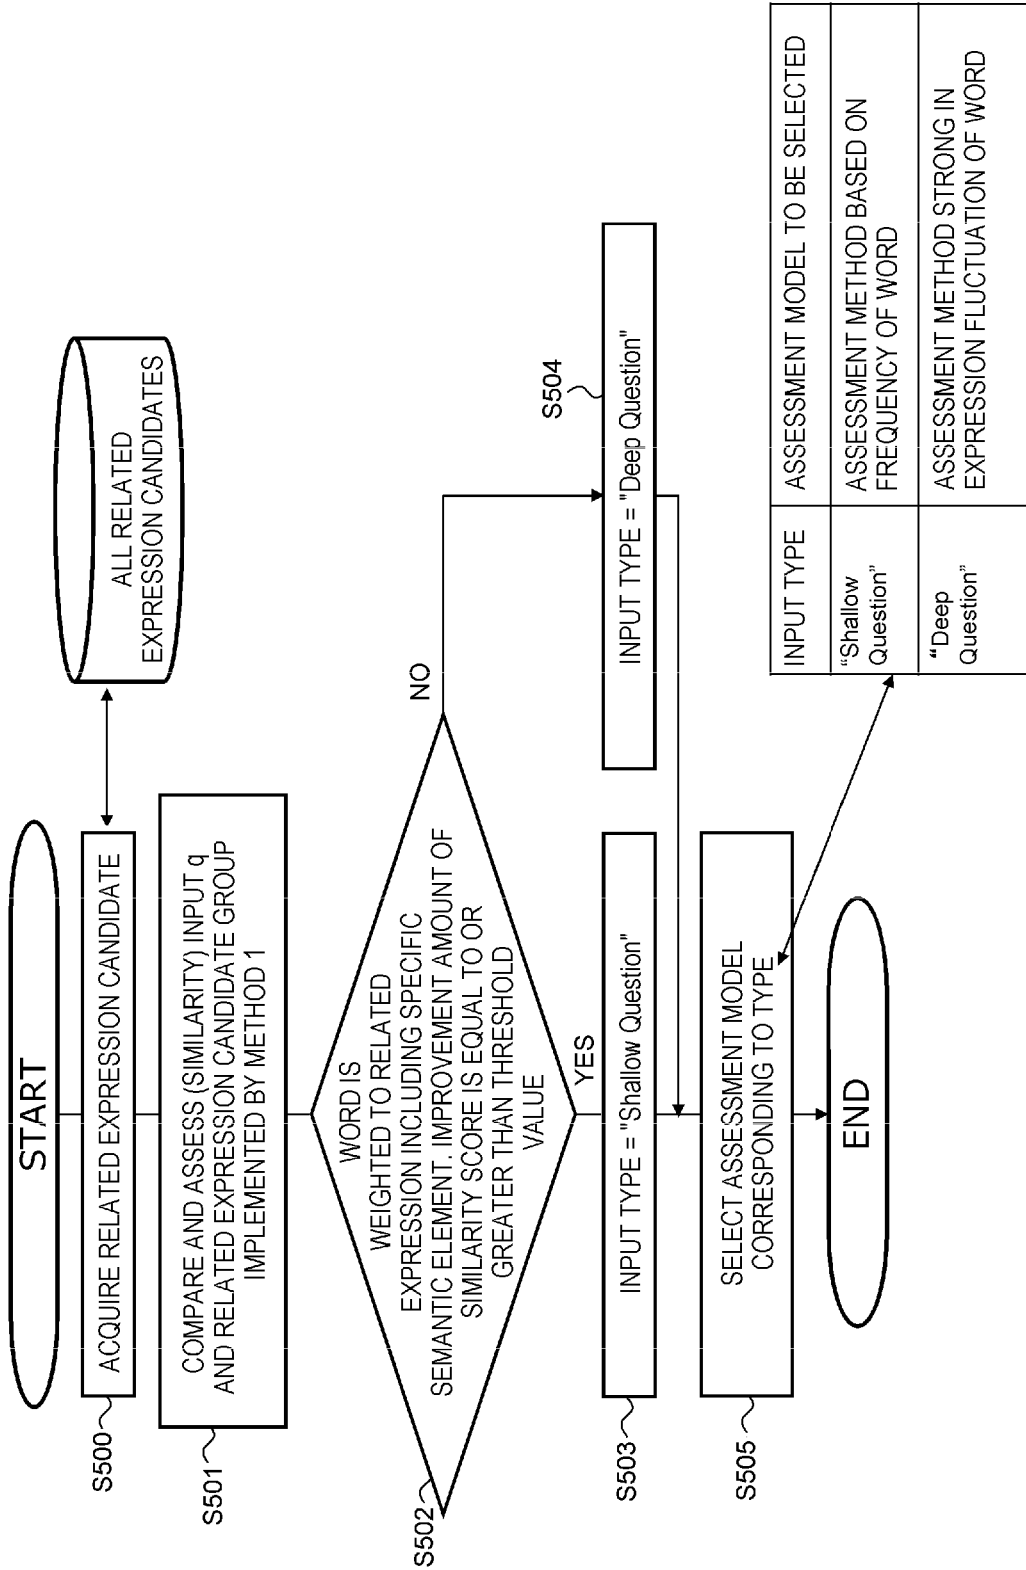 START
S500
ACQUIRE RELATED EXPRESSION CANDIDATE
ALL RELATED
EXPRESSION CANDIDATES
S501
COMPARE AND ASSESS (SIMILARITY) INPUT q
AND RELATED EXPRESSION CANDIDATE GROUP
IMPLEMENTED BY METHOD 1
S502
WORD IS
WEIGHTED TO RELATED
EXPRESSION INCLUDING SPECIFIC
SEMANTIC ELEMENT. IMPROVEMENT AMOUNT OF
SIMILARITY SCORE IS EQUAL TO OR
GREATER THAN THRESHOLD
VALUE
NO
YES
S503
INPUT TYPE = "Shallow Question"
S504
INPUT TYPE = "Deep Question"
S505
SELECT ASSESSMENT MODEL
CORRESPONDING TO TYPE
END
INPUT TYPE
ASSESSMENT MODEL TO BE SELECTED
“Shallow
Question”
ASSESSMENT METHOD BASED ON
FREQUENCY OF WORD
“Deep
Question”
ASSESSMENT METHOD STRONG IN
EXPRESSION FLUCTUATION OF WORD